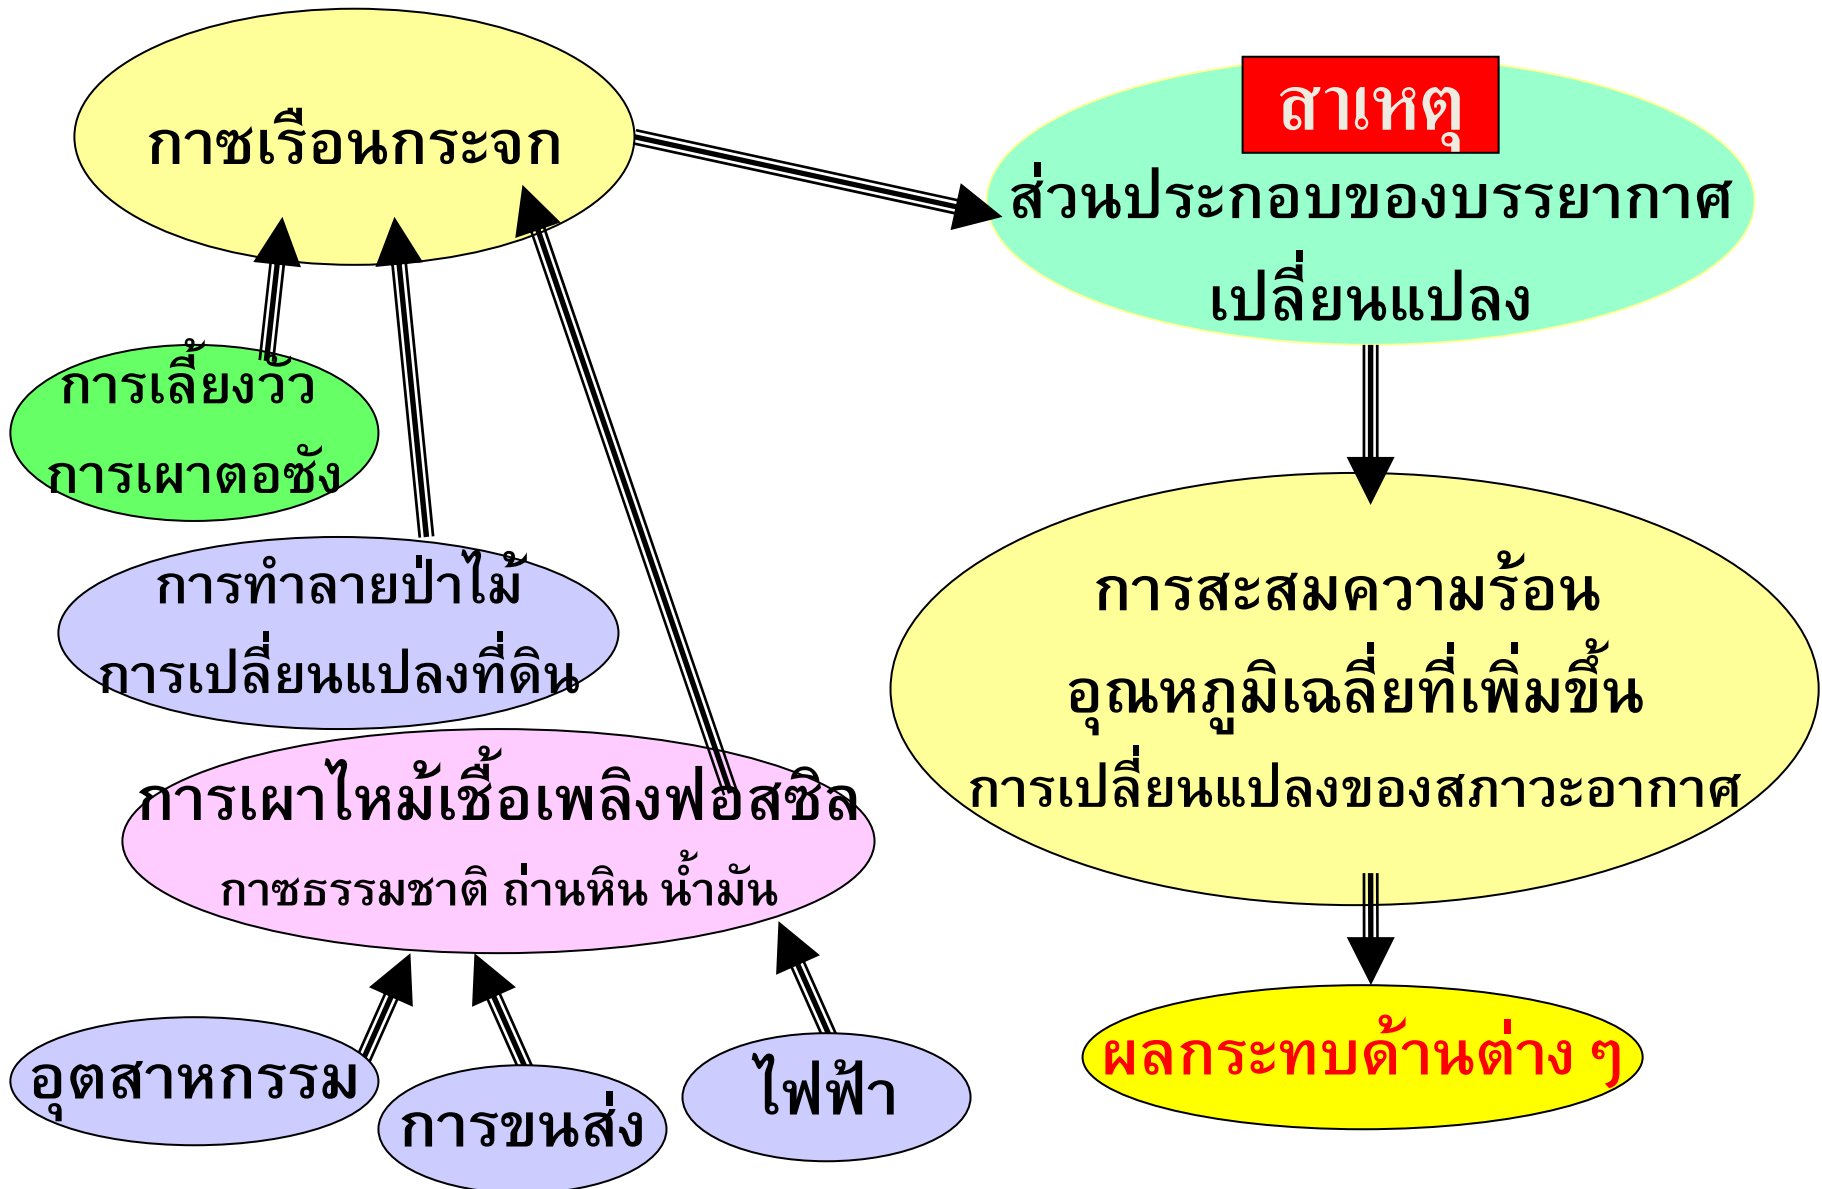 กาซเรือนกระจก
สาเหตุ
ส่วนประกอบของบรรยากาศ
เปลี่ยนแปลง
การเลี้ยงวัว
การเผาตอซัง
การทำลายป่าไม้
การเปลี่ยนแปลงที่ดิน
การสะสมความร้อน
อุณหภูมิเฉลี่ยที่เพิ่มขึ้น
การเปลี่ยนแปลงของสภาวะอากาศ
การเผาไหม้เชื้อเพลิงฟอสซิล
กาซธรรมชาติ ถ่านหิน น้ำมัน
อุตสาหกรรม
การขนส่ง
ไฟฟ้า
ผลกระทบด้านต่าง ๆ